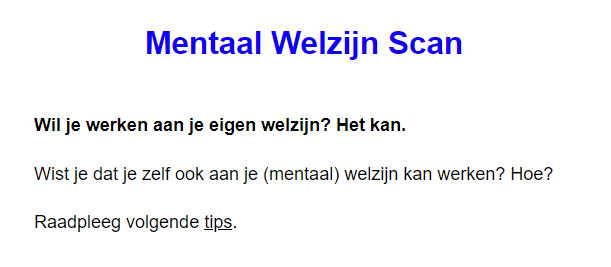 Mentaal Welzijn Scan
Wil je werken aan je eigen welzijn? Het kan.
Wist je dat je zelf ook aan je (mentaal) welzijn kan werken? Hoe?
Raadpleeg volgende tips.